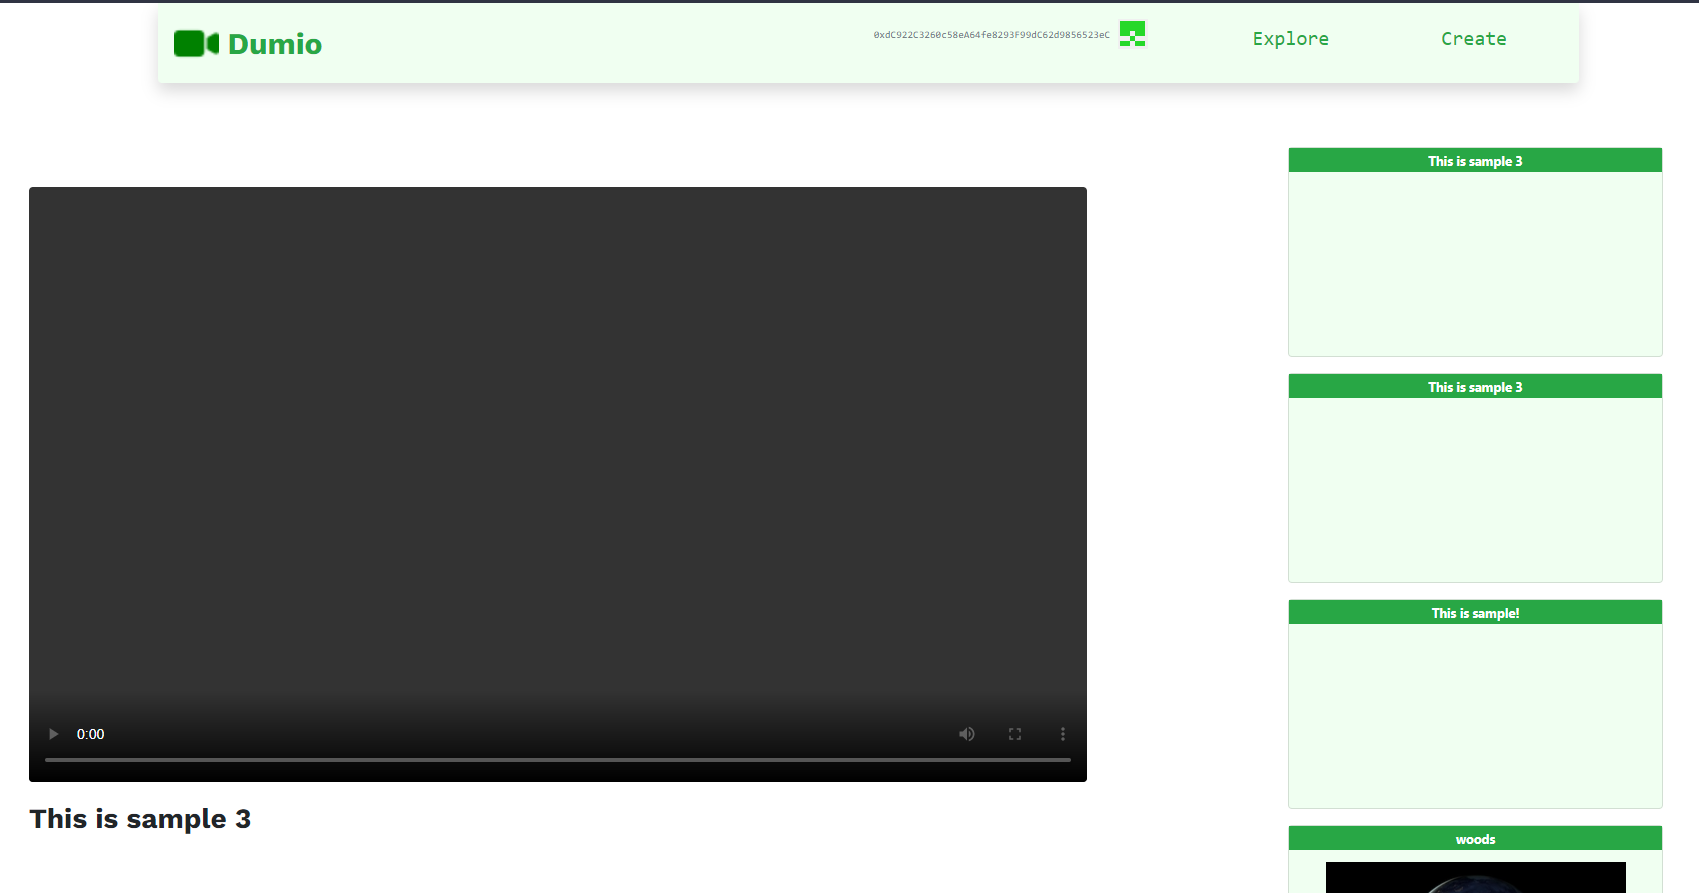 Dumio
0xdC922C3260c58eA64fe8293F99dC62d9856523eC
Explore
Create
This is sample 3
This is sample 3
This is sample!
woods
0:00
This is sample 3